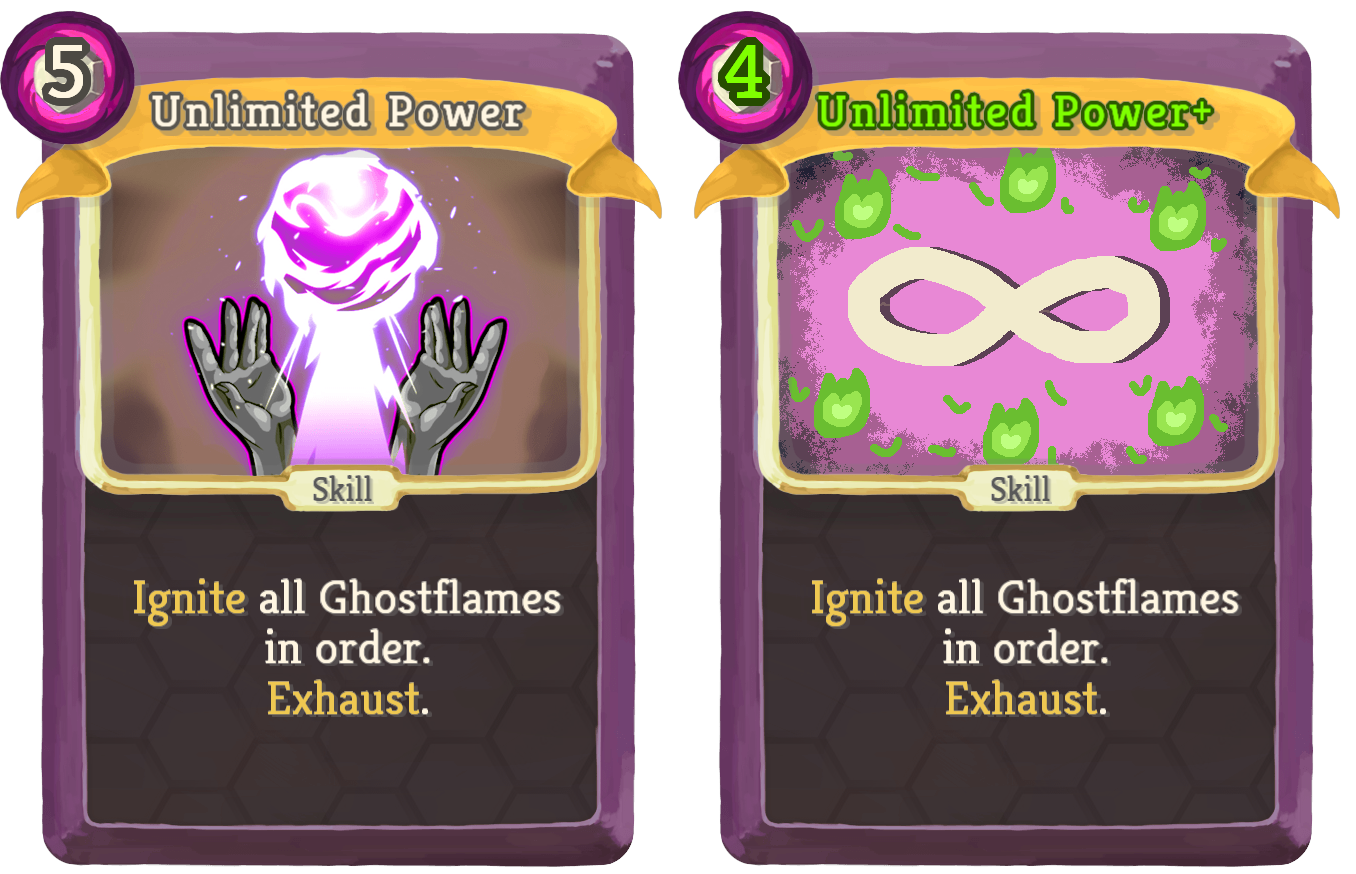 5
Unlimited Power
Skill
Ignite all Ghostflames
in order.
Exhaust.
4
Unlimited Power+
Skill
Ignite all Ghostflames
in order.
Exhaust.